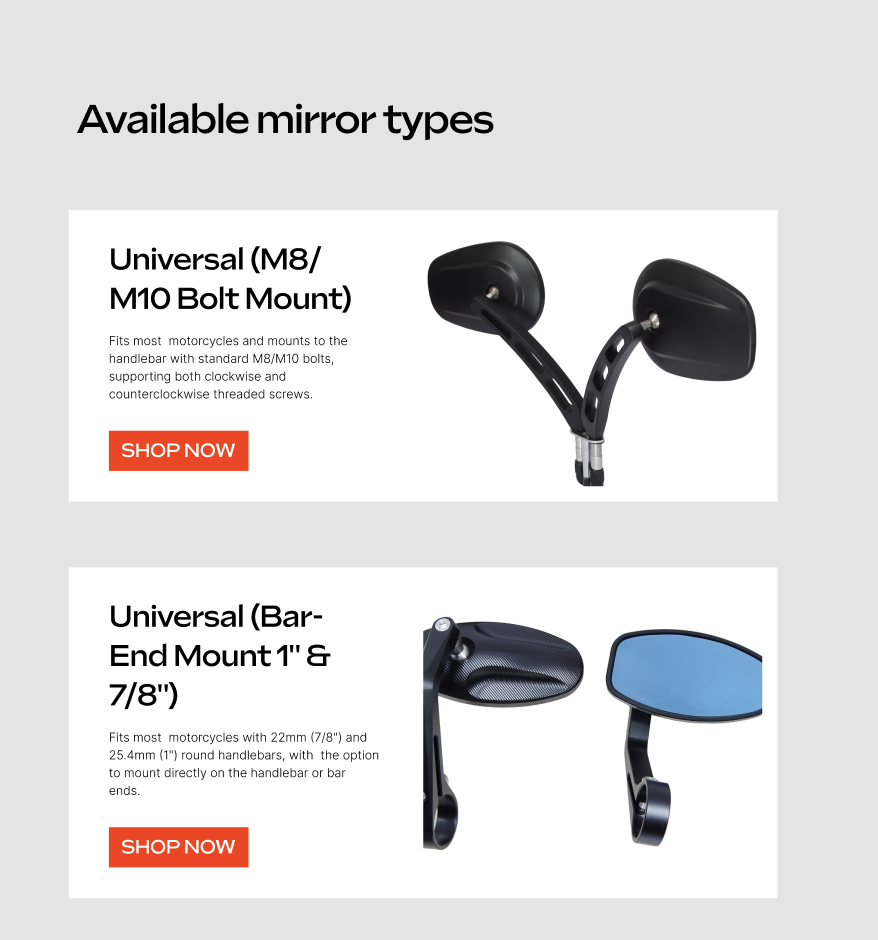 Available mirror types
Universal (M8/
M10 Bolt Mount)
Fits most  motorcycles and mounts to the
handlebar with standard M8/M10 bolts,
supporting both clockwise and
counterclockwise threaded screws.
SHOP NOW
Universal (Bar-
End Mount 1" &
7/8")
Fits most  motorcycles with 22mm (7/8") and
25.4mm (1") round handlebars, with  the option
to mount directly on the handlebar or bar
ends.
SHOP NOW